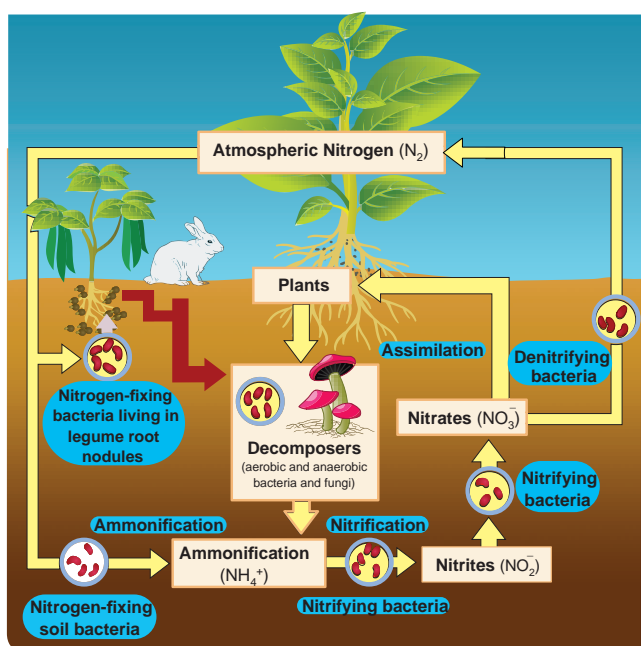 Atmospheric Nitrogen (N₂)
Plants
Assimilation
Denitrifying
bacteria
Nitrogen-fixing
bacteria living in
legume root
nodules
Decomposers
(aerobic and anaerobic
bacteria and fungi)
Nitrates (NO₃⁻)
Nitrifying
bacteria
Ammonification
Nitrification
Ammonification
(NH₄⁺)
Nitrites (NO₂⁻)
Nitrogen-fixing
soil bacteria
Nitrifying bacteria